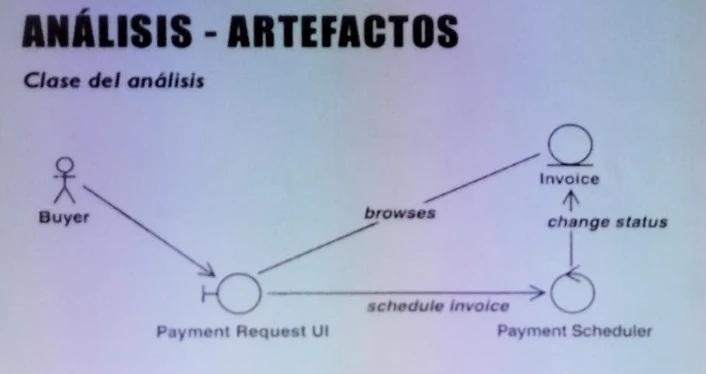 ANÁLISIS - ARTEFACTOS
Clase del análisis
Invoice
Buyer
browses
change status
schedule invoice
Payment Request UI
Payment Scheduler